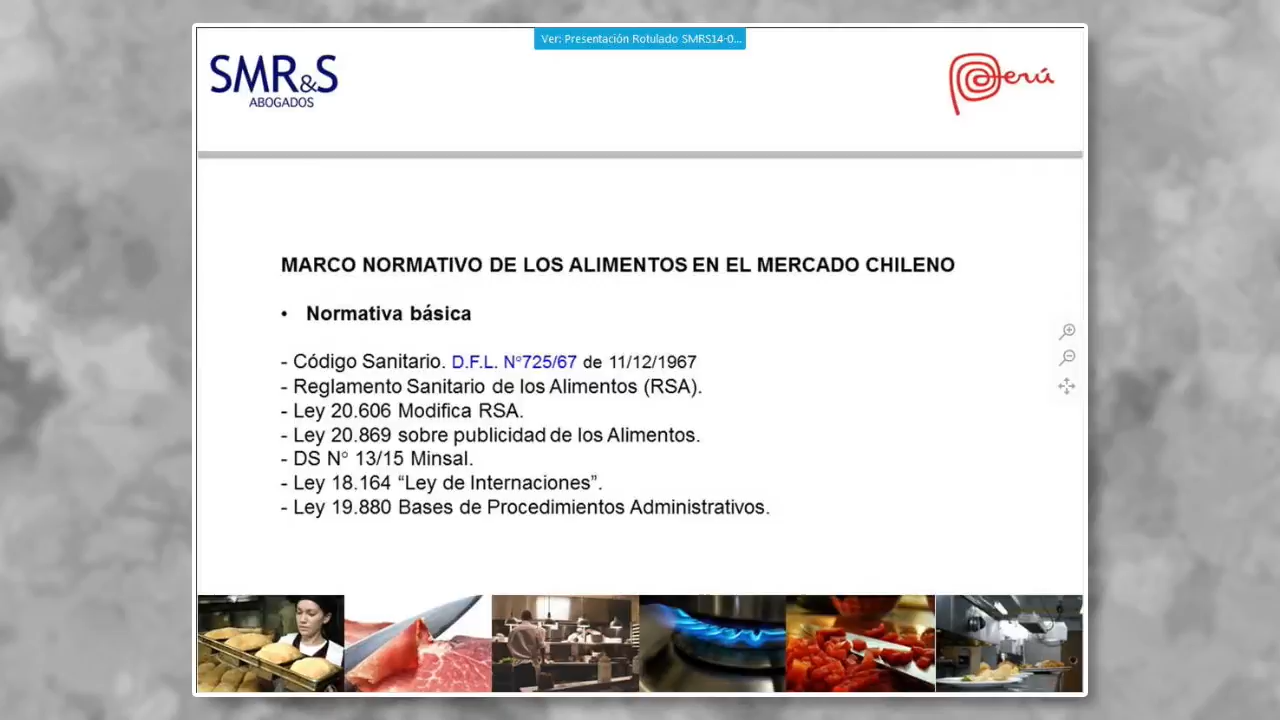 Ver: Presentación Rotulado SMRS14-0...
SMR&S
ABOGADOS
Perú
MARCO NORMATIVO DE LOS ALIMENTOS EN EL MERCADO CHILENO
• Normativa básica
- Código Sanitario. D.F.L. N°725/67 de 11/12/1967
- Reglamento Sanitario de los Alimentos (RSA).
- Ley 20.606 Modifica RSA.
- Ley 20.869 sobre publicidad de los Alimentos.
- DS N° 13/15 Minsal.
- Ley 18.164 “Ley de Internaciones”.
- Ley 19.880 Bases de Procedimientos Administrativos.